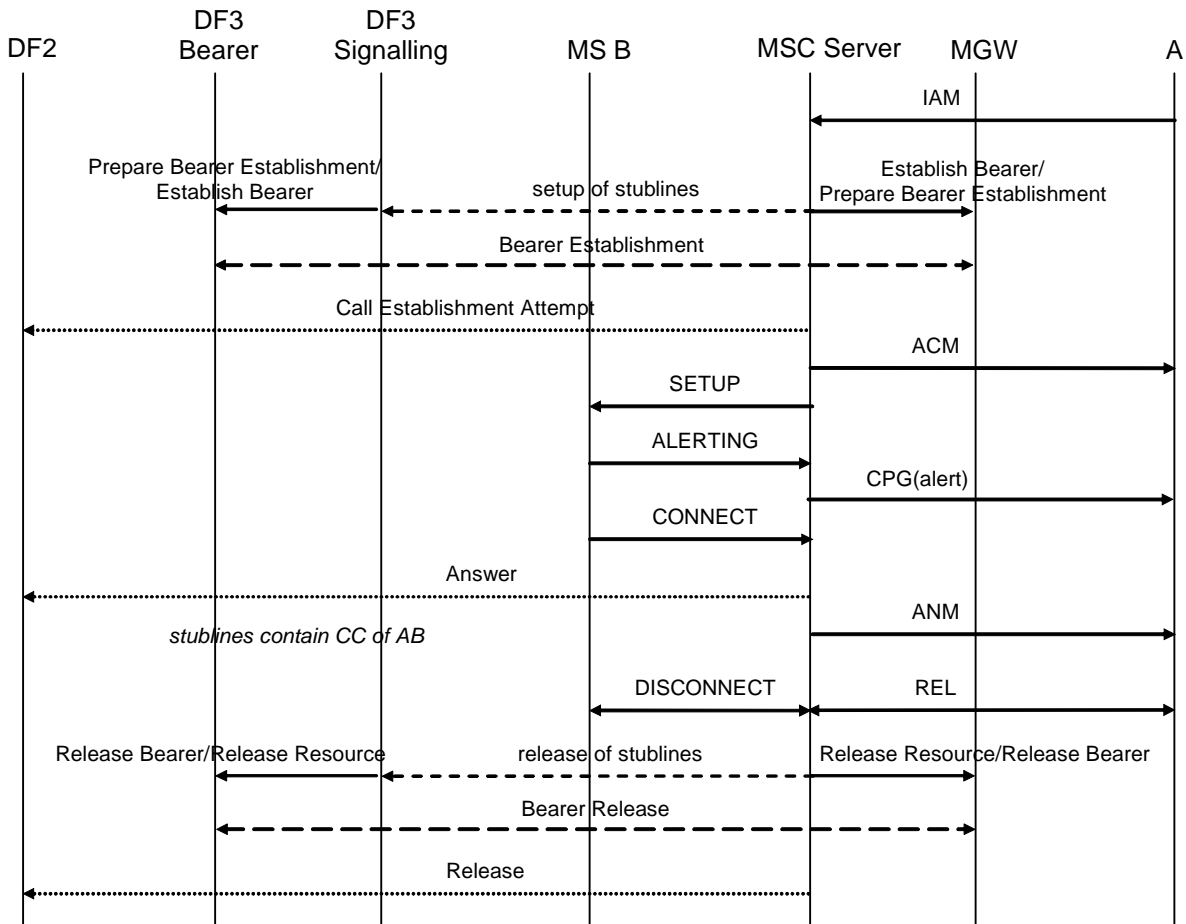 DF3
DF3
DF2
Bearer
Signalling
MS B
MSC Server
MGW
A
IAM
Prepare Bearer Establishment/
Establish Bearer
setup of stublines
Establish Bearer/
Prepare Bearer Establishment
Bearer Establishment
Call Establishment Attempt
ACM
SETUP
ALERTING
CPG(alert)
CONNECT
Answer
ANM
stublines contain CC of AB
DISCONNECT
REL
Release Bearer/Release Resource
release of stublines
Release Resource/Release Bearer
Bearer Release
Release